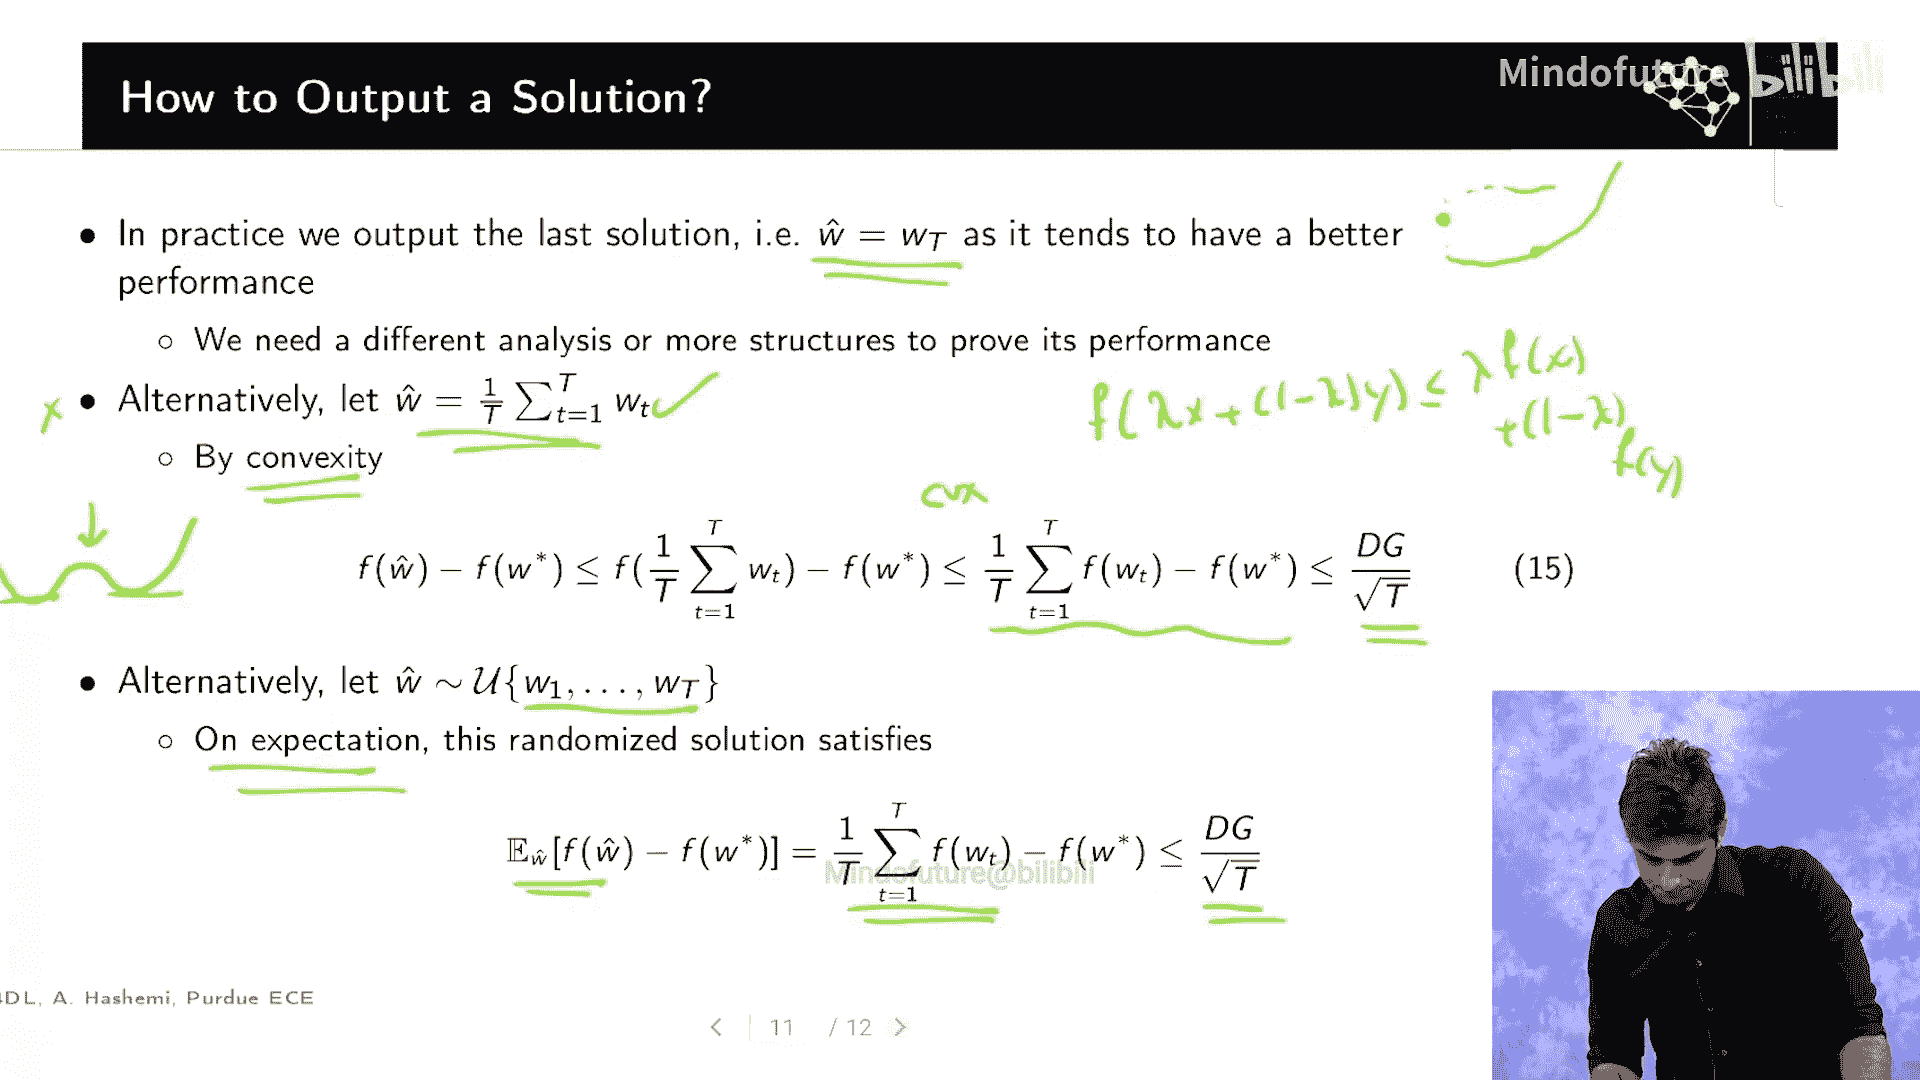 Mindofuture bilibili
How to Output a Solution?
• In practice we output the last solution, i.e. ŵ = w_T as it tends to have a better
performance
○ We need a different analysis or more structures to prove its performance
f(λx + (1-λ)y) ≤ λ f(x)
+ (1-λ)
f(y)
x • Alternatively, let ŵ = 1/T ∑_{t=1}^{T} w_t ✓
○ By convexity
cvx
f(ŵ) − f(w*) ≤ f(1/T ∑_{t=1}^{T} w_t) − f(w*) ≤ 1/T ∑_{t=1}^{T} f(w_t) − f(w*) ≤ DG/√T (15)
• Alternatively, let ŵ ∼ 𝒰{w_1, . . . , w_T}
○ On expectation, this randomized solution satisfies
𝔼_ŵ[f(ŵ) − f(w*)] = 1/T ∑_{t=1}^{T} f(w_t) − f(w*) ≤ DG/√T
Mindofuture@bilibili
DL, A. Hashemi, Purdue ECE
< 11 / 12 >